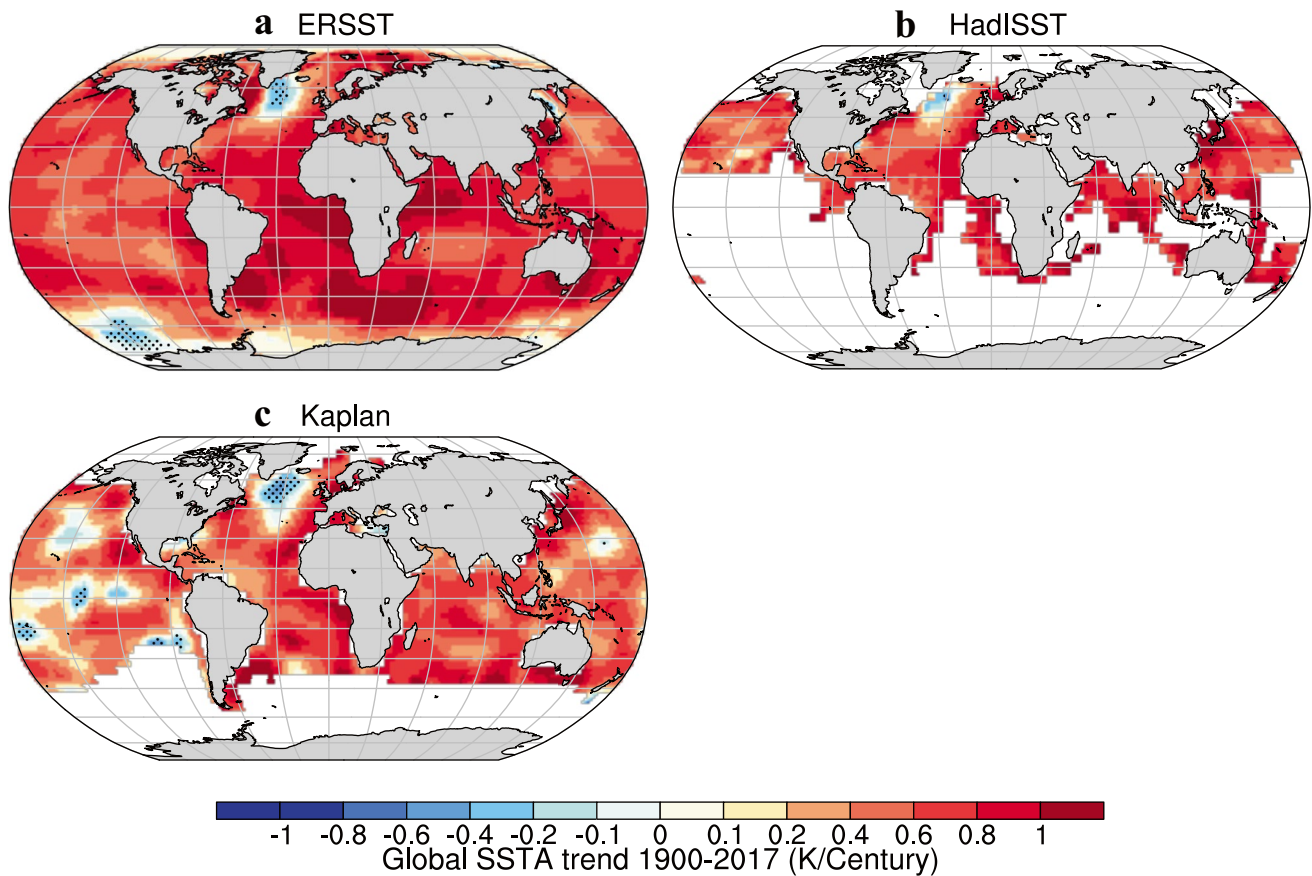 a ERSST
b HadISST
c Kaplan
-1 -0.8 -0.6 -0.4 -0.2 -0.1 0 0.1 0.2 0.4 0.6 0.8 1
Global SSTA trend 1900-2017 (K/Century)